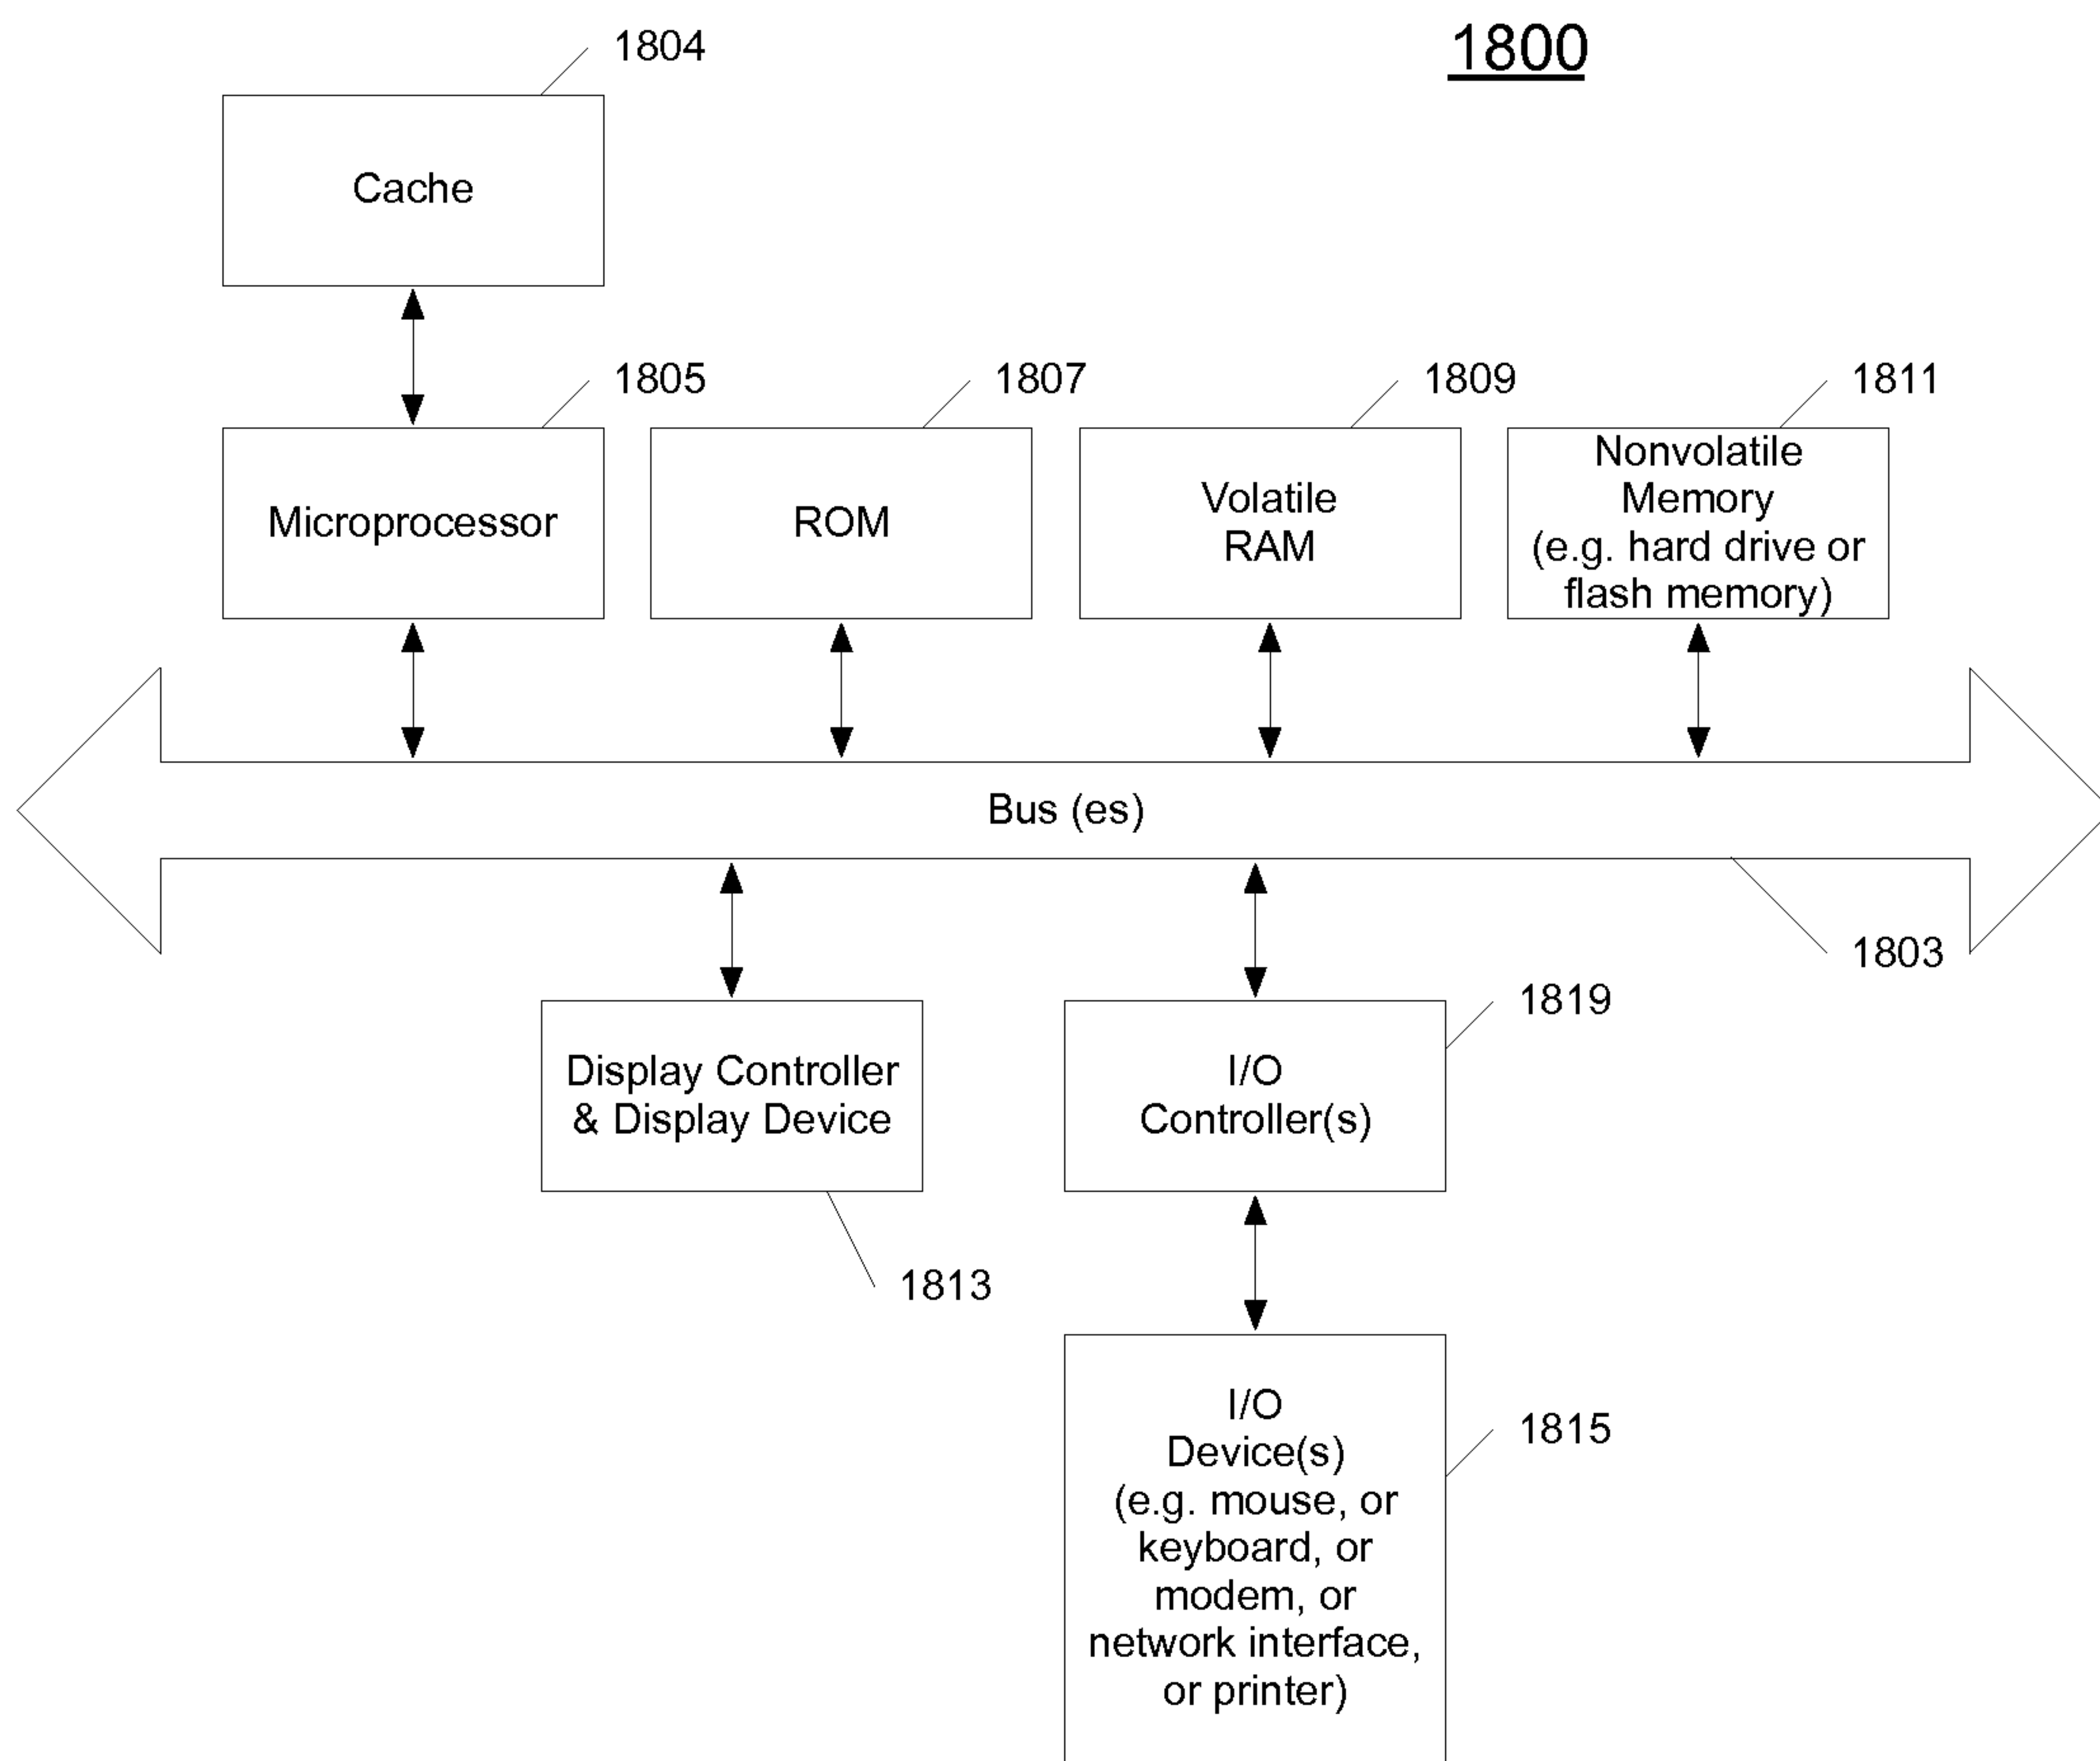 1804
1800
Cache
1805
1807
1809
1811
Microprocessor
ROM
Volatile
RAM
Nonvolatile
Memory
(e.g. hard drive or
flash memory)
Bus (es)
1803
Display Controller
& Display Device
1813
I/O
Controller(s)
1819
I/O
Device(s)
(e.g. mouse, or
keyboard, or
modem, or
network interface,
or printer)
1815